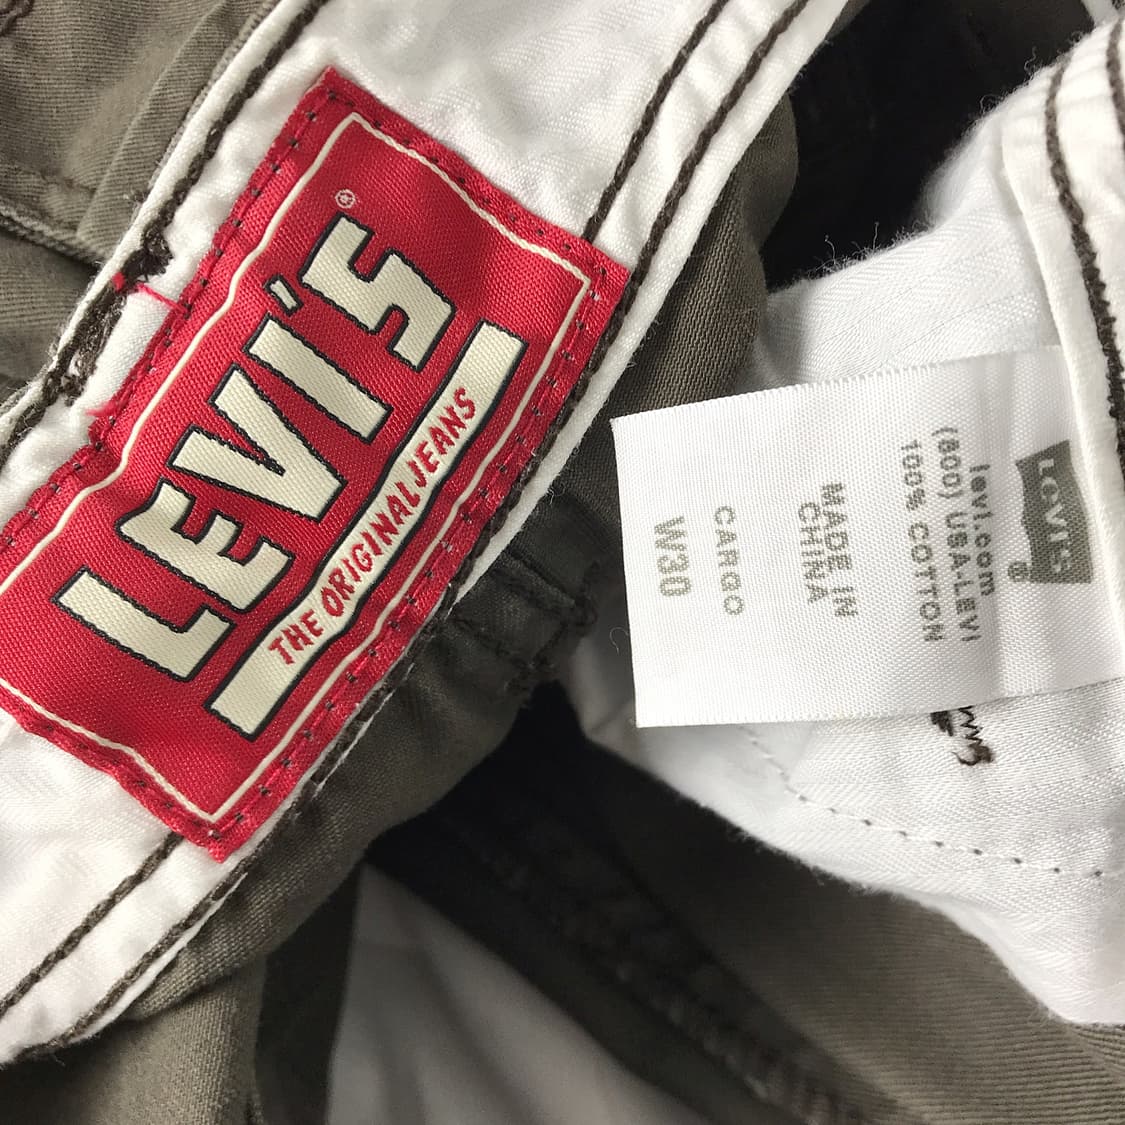 LEVI'S®
THE ORIGINAL JEANS
Levi's®
levi.com
(800) USA-LEVI
100% COTTON
MADE IN
CHINA
CARGO
W30